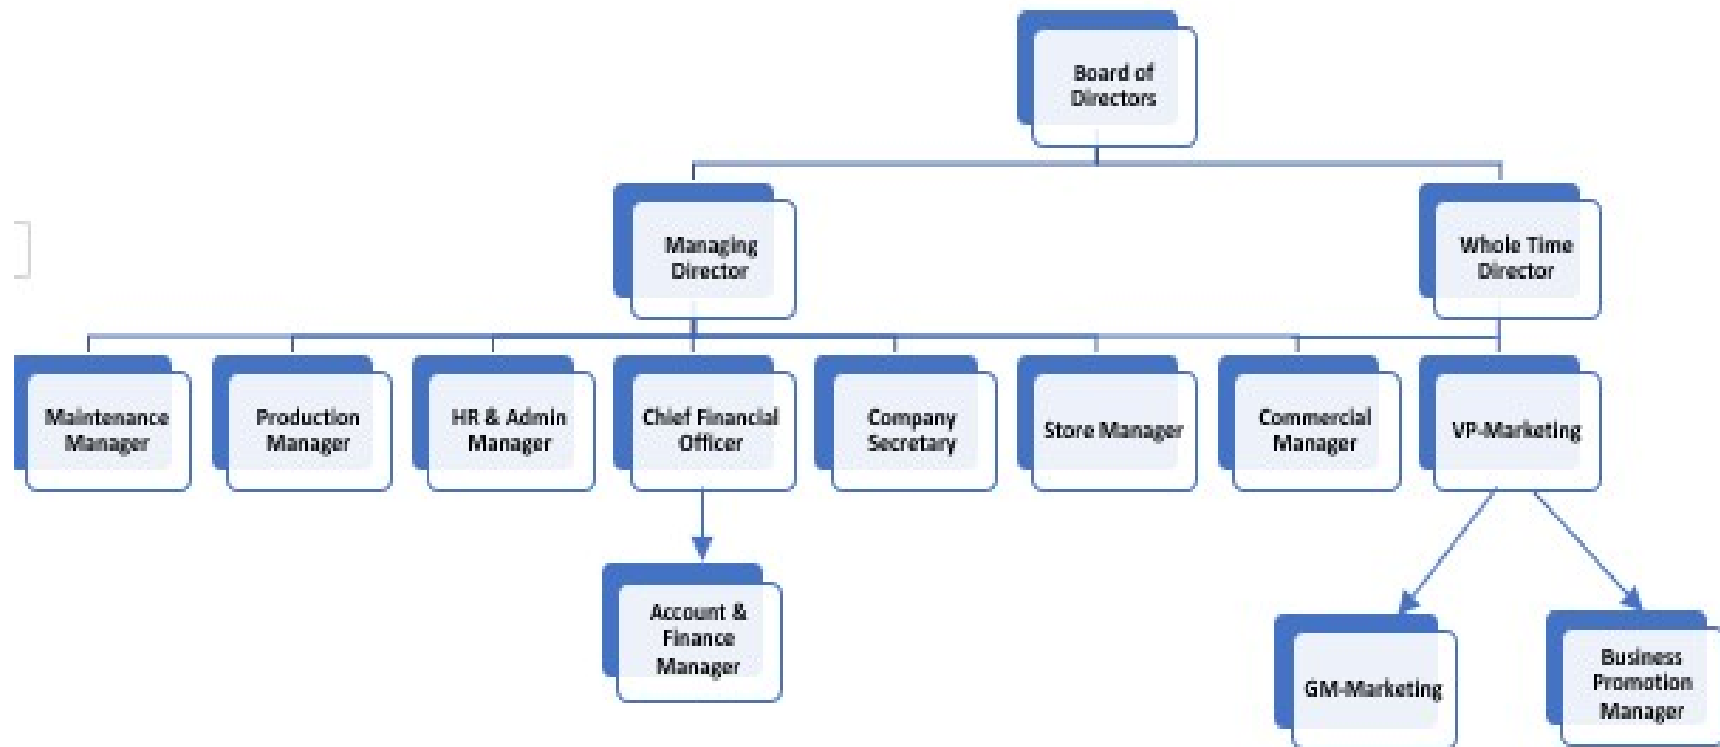 Board of
Directors
Managing
Director
Whole Time
Director
Maintenance
Manager
Production
Manager
HR & Admin
Manager
Chief Financial
Officer
Company
Secretary
Store Manager
Commercial
Manager
VP-Marketing
Account &
Finance
Manager
GM-Marketing
Business
Promotion
Manager